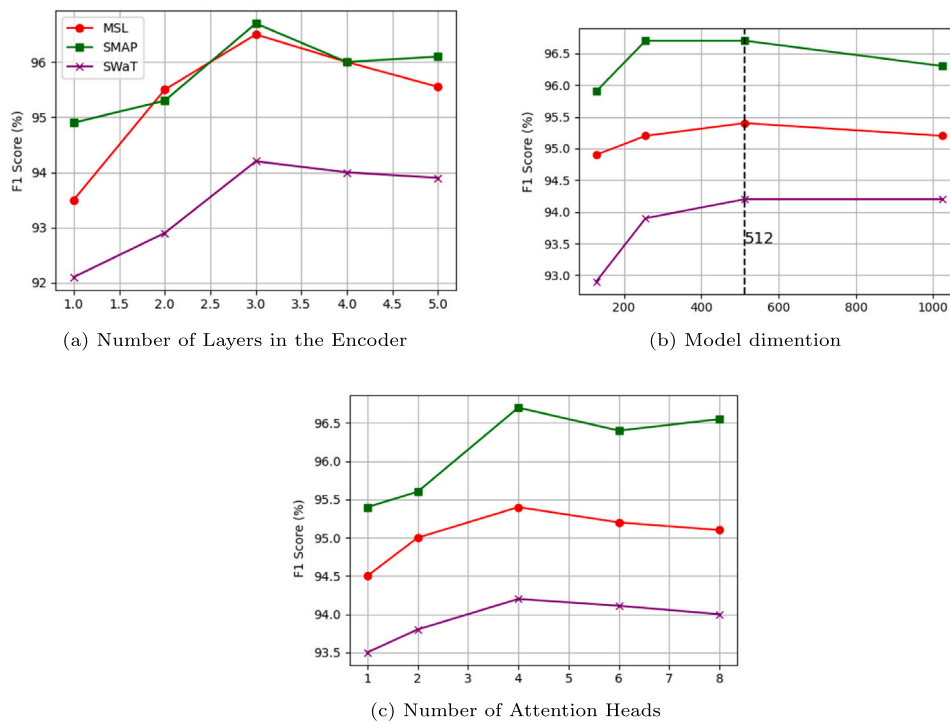 MSL
SMAP
SWaT
F1 Score (%)
96
95
94
93
92
1.0 1.5 2.0 2.5 3.0 3.5 4.0 4.5 5.0
(a) Number of Layers in the Encoder
F1 Score (%)
96.5
96.0
95.5
95.0
94.5
94.0
93.5
93.0
512
200 400 600 800 1000
(b) Model dimention
F1 Score (%)
96.5
96.0
95.5
95.0
94.5
94.0
93.5
1 2 3 4 5 6 7 8
(c) Number of Attention Heads